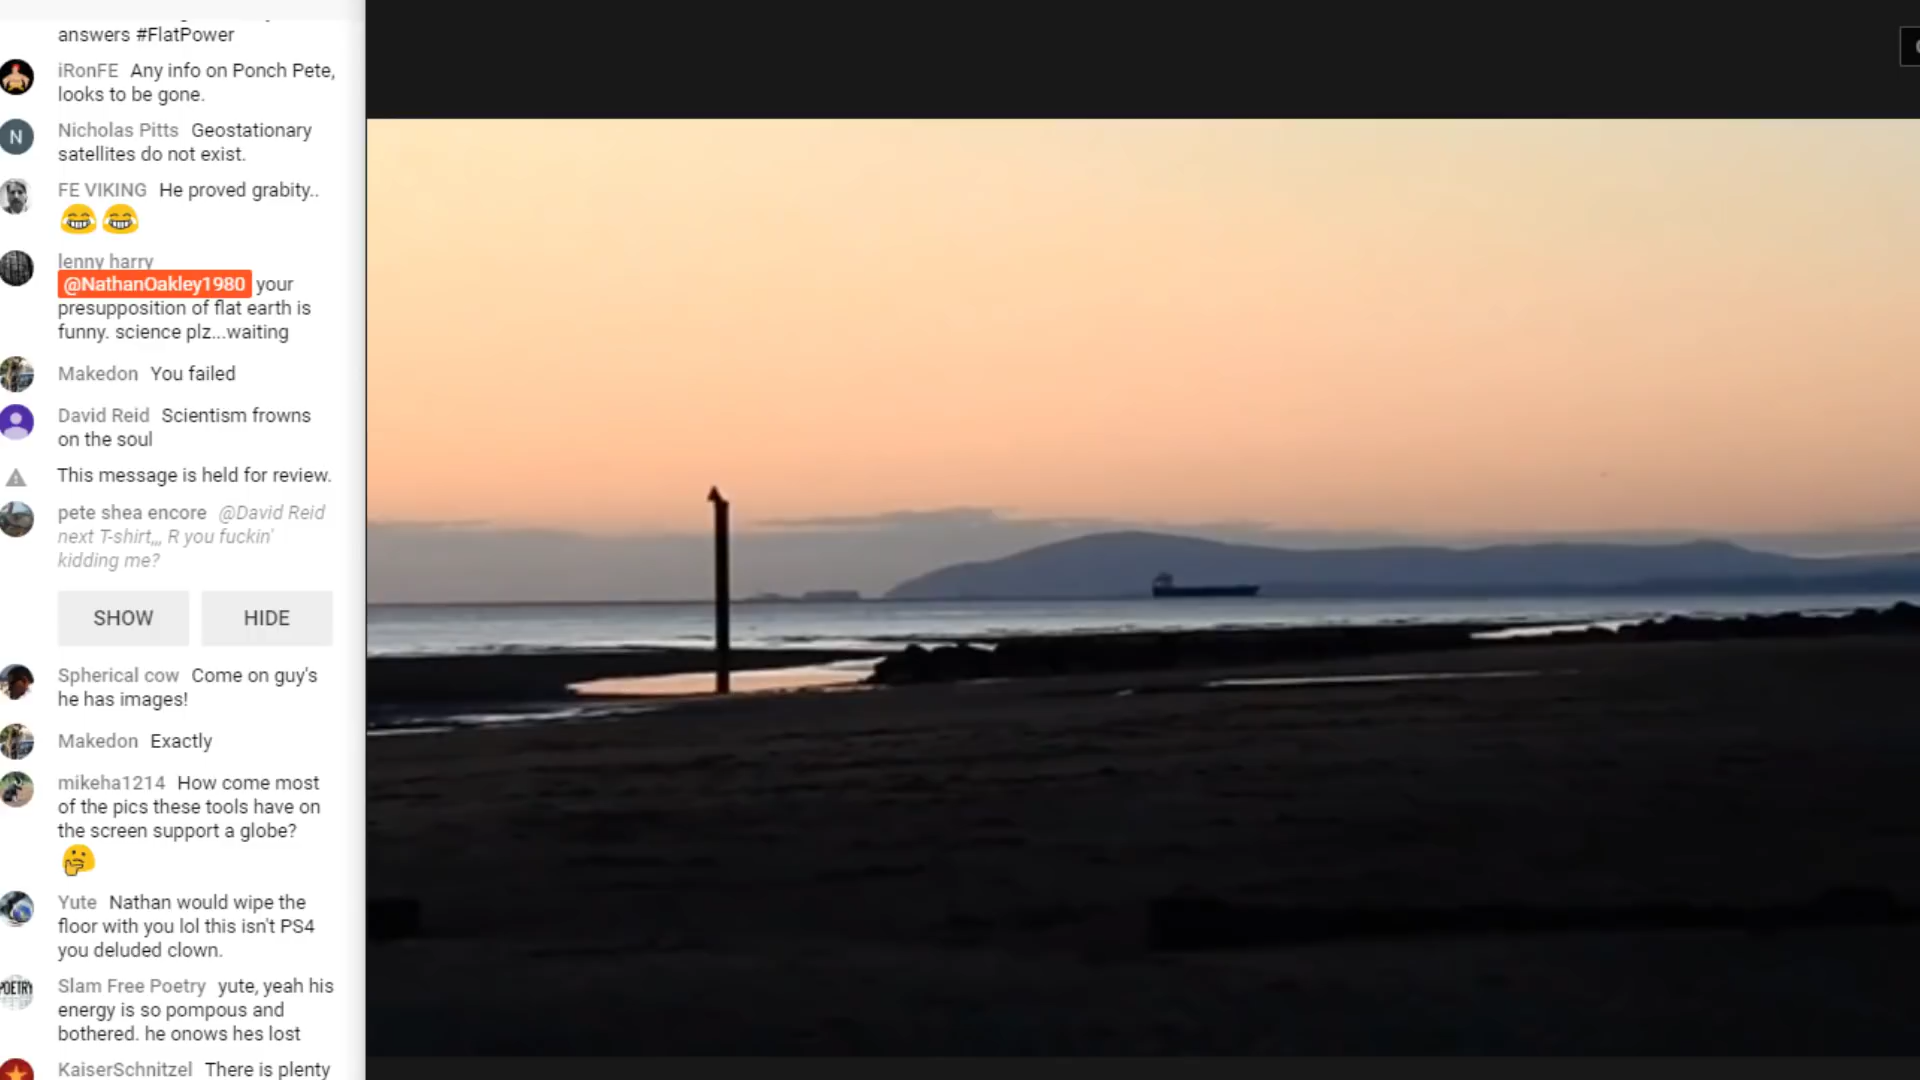 answers #FlatPower
iRonFE Any info on Ponch Pete,
looks to be gone.
N
Nicholas Pitts Geostationary
satellites do not exist.
FE VIKING He proved grabity..
lenny harry
@NathanOakley1980 your
presupposition of flat earth is
funny. science plz...waiting
Makedon You failed
David Reid Scientism frowns
on the soul
This message is held for review.
pete shea encore @David Reid
next T-shirt,,, R you fuckin'
kidding me?
SHOW HIDE
Spherical cow Come on guy's
he has images!
Makedon Exactly
mikeha1214 How come most
of the pics these tools have on
the screen support a globe?
Yute Nathan would wipe the
floor with you lol this isn't PS4
you deluded clown.
POETRY
Slam Free Poetry yute, yeah his
energy is so pompous and
bothered. he onows hes lost
KaiserSchnitzel There is plenty